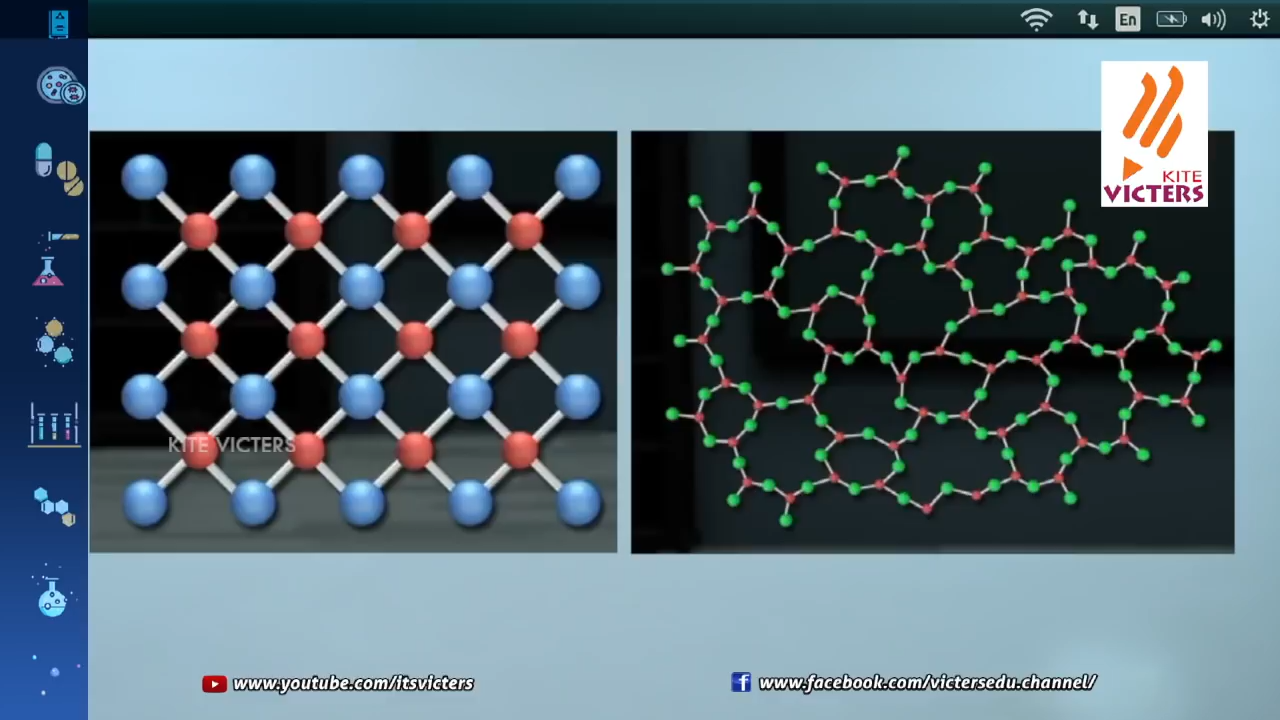 En
KITE
VICTERS
KITE VICTERS
www.youtube.com/itsvicters
www.facebook.com/victersedu.channel/